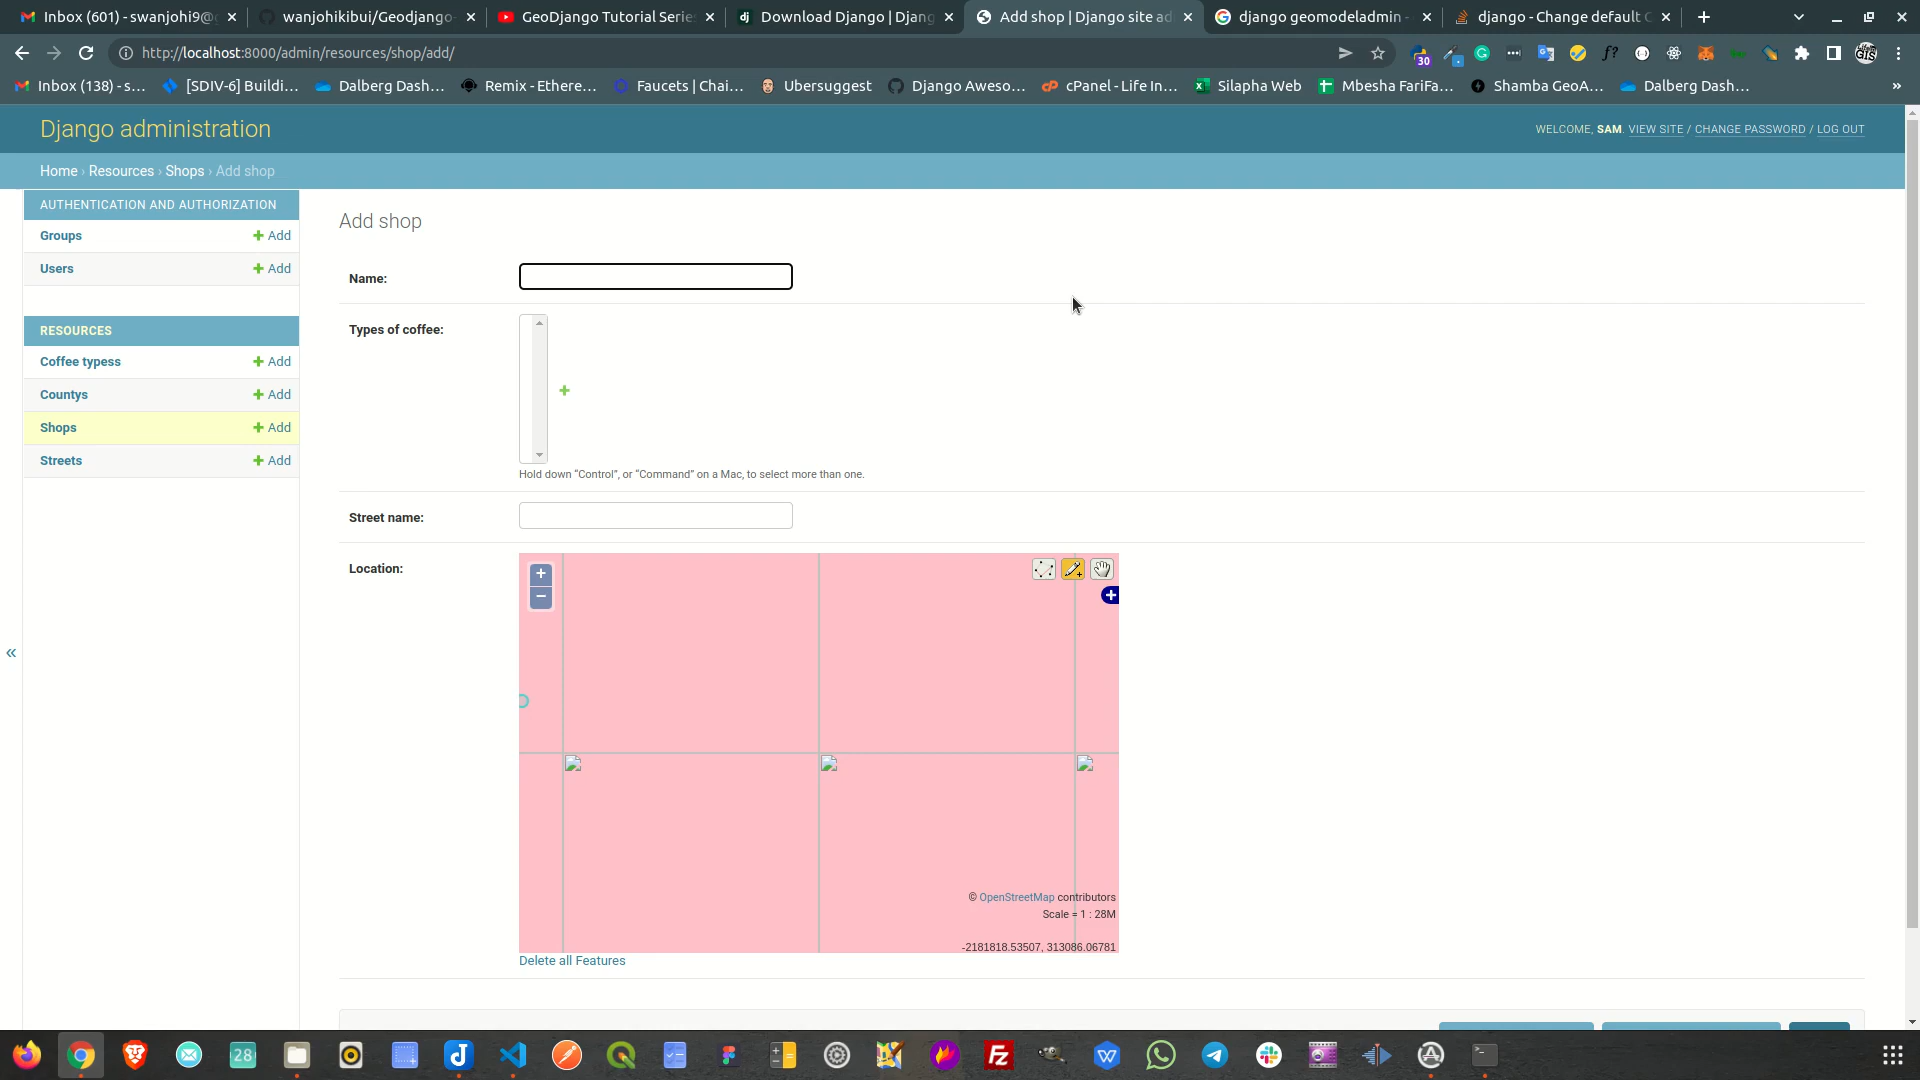 Inbox (601) - swanjohi9@
wanjohikibui/Geodjango-
GeoDjango Tutorial Serie
Download Django | Djang
Add shop | Django site ad
django geomodeladmin -
django - Change default
http://localhost:8000/admin/resources/shop/add/
30
Inbox (138) - s...
[SDIV-6] Buildi...
Dalberg Dash...
Remix - Ethere...
Faucets | Chai...
Ubersuggest
Django Aweso...
cPanel - Life In...
Silapha Web
Mbesha FariFa...
Shamba GeoA...
Dalberg Dash...
»
Django administration
WELCOME, SAM. VIEW SITE / CHANGE PASSWORD / LOG OUT
Home › Resources › Shops › Add shop
AUTHENTICATION AND AUTHORIZATION
Groups + Add
Users + Add
RESOURCES
Coffee typess + Add
Countys + Add
Shops + Add
Streets + Add
«
Add shop
Name:
Types of coffee:
Hold down “Control”, or “Command” on a Mac, to select more than one.
Street name:
Location:
+
−
© OpenStreetMap contributors
Scale = 1 : 28M
-2181818.53507, 313086.06781
Delete all Features
28